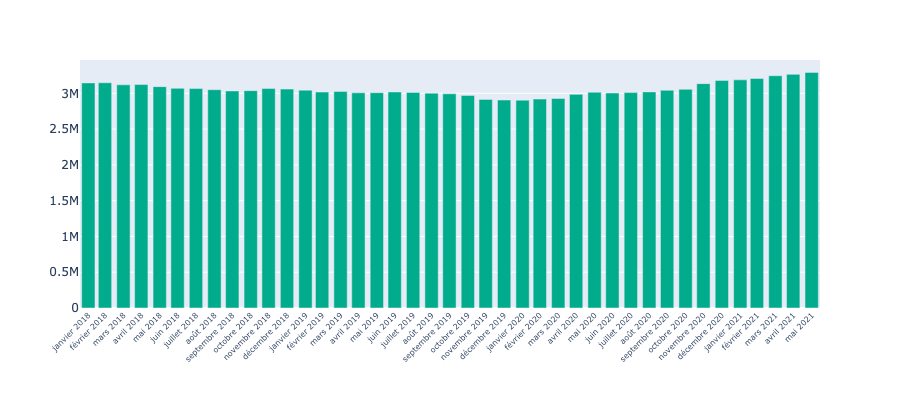 3M
2.5M
2M
1.5M
1M
0.5M
0
janvier 2018
février 2018
mars 2018
avril 2018
mai 2018
juin 2018
juillet 2018
août 2018
septembre 2018
octobre 2018
novembre 2018
décembre 2018
janvier 2019
février 2019
mars 2019
avril 2019
mai 2019
juin 2019
juillet 2019
août 2019
septembre 2019
octobre 2019
novembre 2019
décembre 2019
janvier 2020
février 2020
mars 2020
avril 2020
mai 2020
juin 2020
juillet 2020
août 2020
septembre 2020
octobre 2020
novembre 2020
décembre 2020
janvier 2021
février 2021
mars 2021
avril 2021
mai 2021